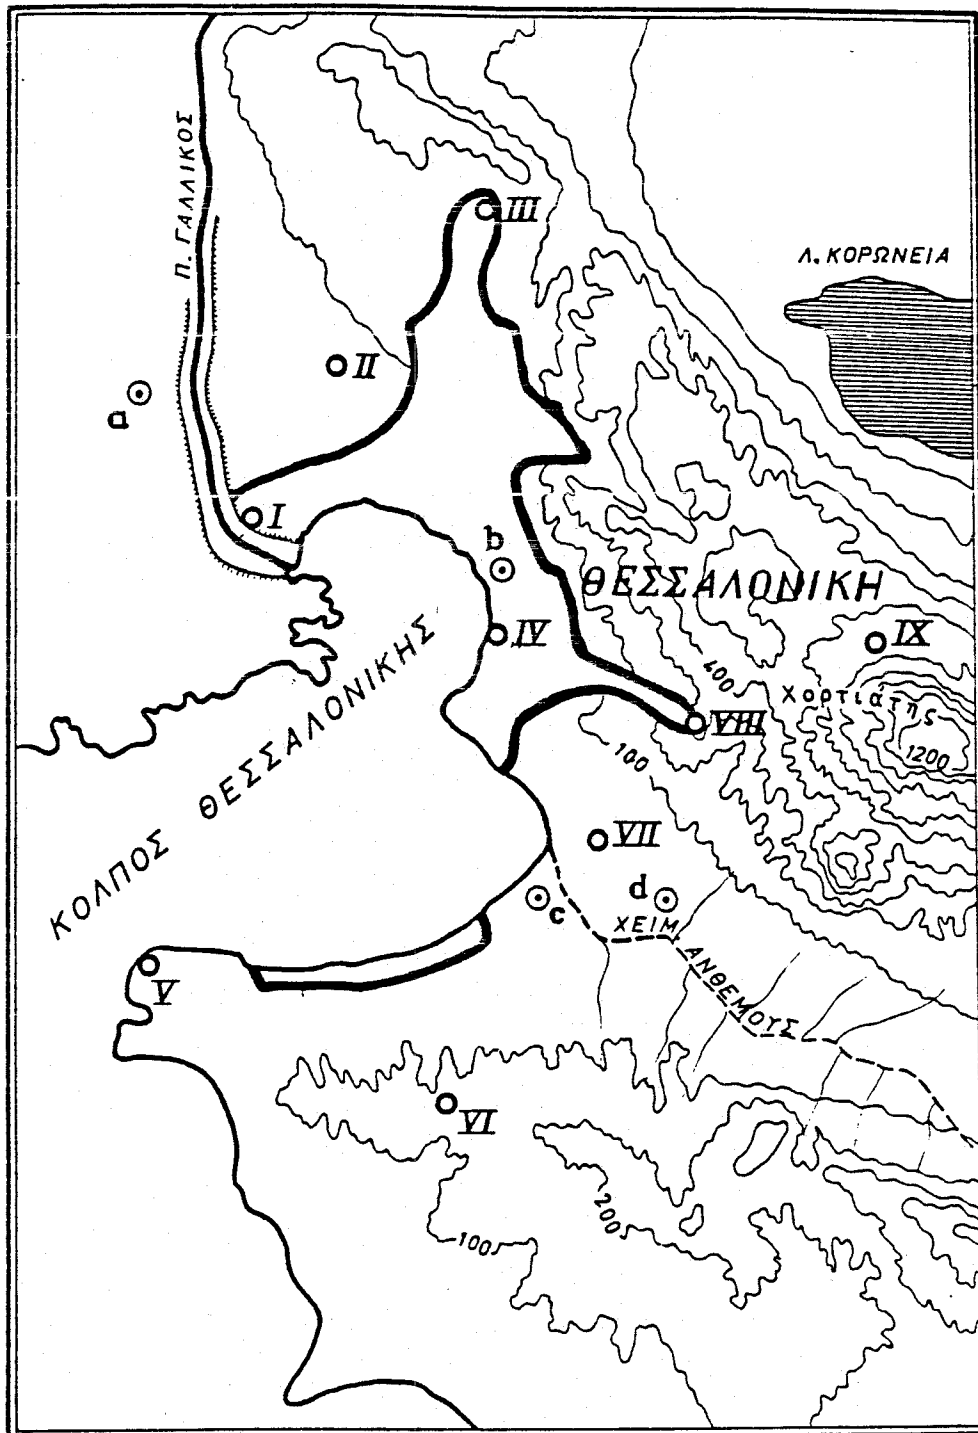 Π. ΓΑΛΛΙΚΟΣ
III
Λ. ΚΟΡΩΝΕΙΑ
II
a
I
b
ΘΕΣΣΑΛΟΝΙΚΗ
IV
IX
400
Χορτιάτης
VIII
1200
100
ΚΟΛΠΟΣ ΘΕΣΣΑΛΟΝΙΚΗΣ
VII
d
c
ΧΕΙΜ.
ΑΝΘΕΜΟΥΣ
V
VI
200
100